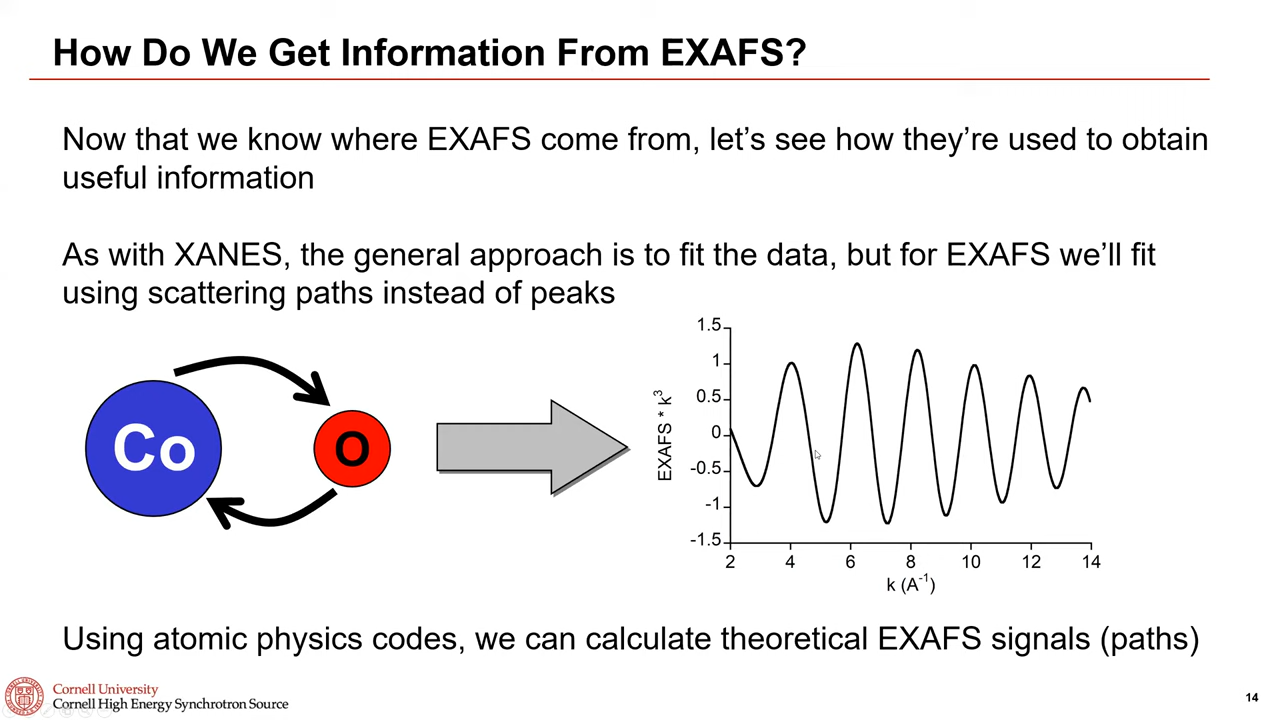 How Do We Get Information From EXAFS?
Now that we know where EXAFS come from, let's see how they're used to obtain
useful information
As with XANES, the general approach is to fit the data, but for EXAFS we'll fit
using scattering paths instead of peaks
Co
O
EXAFS * k³
1.5
1
0.5
0
-0.5
-1
-1.5
2 4 6 8 10 12 14
k (A⁻¹)
Using atomic physics codes, we can calculate theoretical EXAFS signals (paths)
Cornell University
Cornell High Energy Synchrotron Source
14